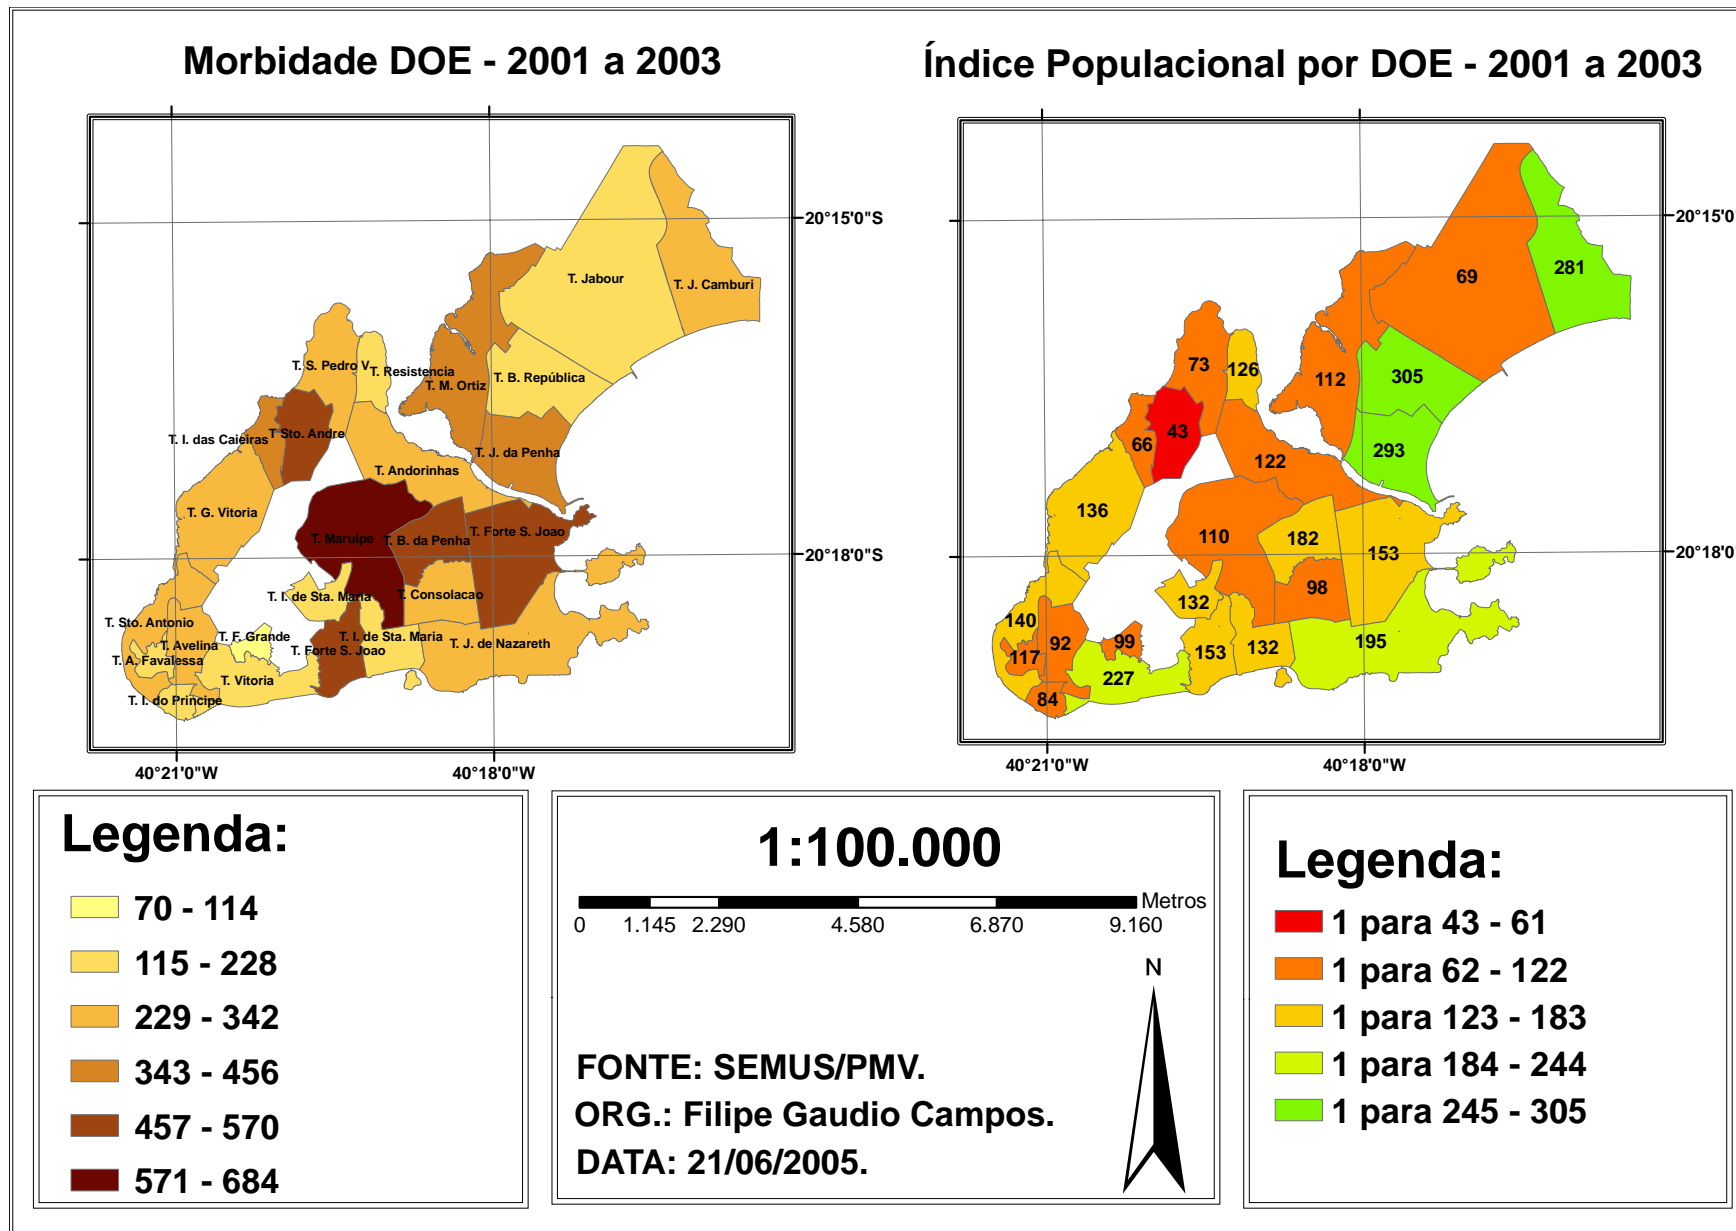 Morbidade DOE - 2001 a 2003
T. Jabour
T. J. Camburi
T. S. Pedro V
T. Resistencia
T. M. Ortiz
T. B. República
T. I. das Caieiras
T Sto. Andre
T. J. da Penha
T. Andorinhas
T. G. Vitoria
T. Maruipe
T. B. da Penha
T. Forte S. Joao
T. I. de Sta. Maria
T. Consolacao
T. Sto. Antonio
T. Avelina
T. F. Grande
T. I. de Sta. Maria
T. Forte S. Joao
T. J. de Nazareth
T. A. Favalessa
T. Vitoria
T. I. do Principe
20°15'0"S
20°18'0"S
40°21'0"W
40°18'0"W
Índice Populacional por DOE - 2001 a 2003
69
281
73
126
112
305
43
66
293
122
136
110
182
153
98
132
140
92
99
117
153
132
195
227
84
20°15'0
20°18'0
40°21'0"W
40°18'0"W
Legenda:
70 - 114
115 - 228
229 - 342
343 - 456
457 - 570
571 - 684
1:100.000
Metros
0 1.145 2.290 4.580 6.870 9.160
N
FONTE: SEMUS/PMV.
ORG.: Filipe Gaudio Campos.
DATA: 21/06/2005.
Legenda:
1 para 43 - 61
1 para 62 - 122
1 para 123 - 183
1 para 184 - 244
1 para 245 - 305